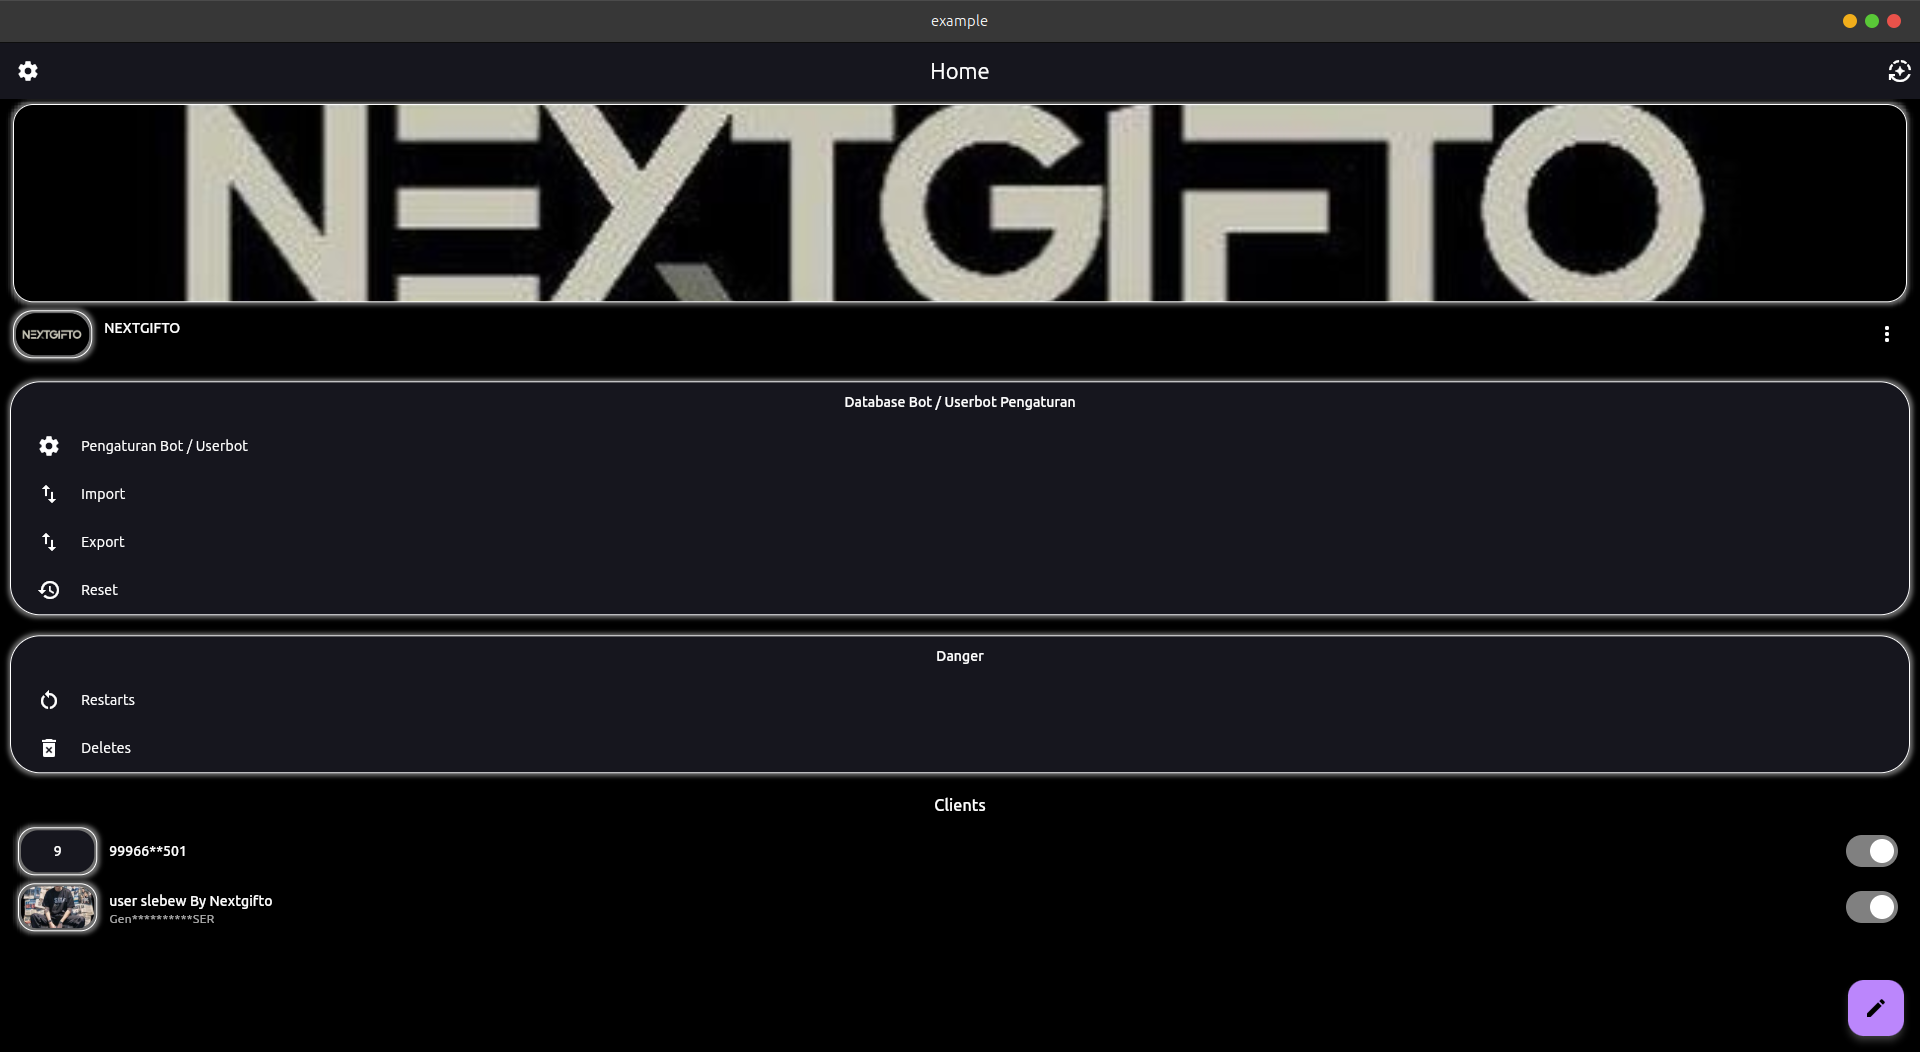 example
Home
NEXTGIFTO
NEXTGIFTO
NEXTGIFTO
Database Bot / Userbot Pengaturan
Pengaturan Bot / Userbot
Import
Export
Reset
Danger
Restarts
Deletes
Clients
9
99966**501
user slebew By Nextgifto
Gen**********SER